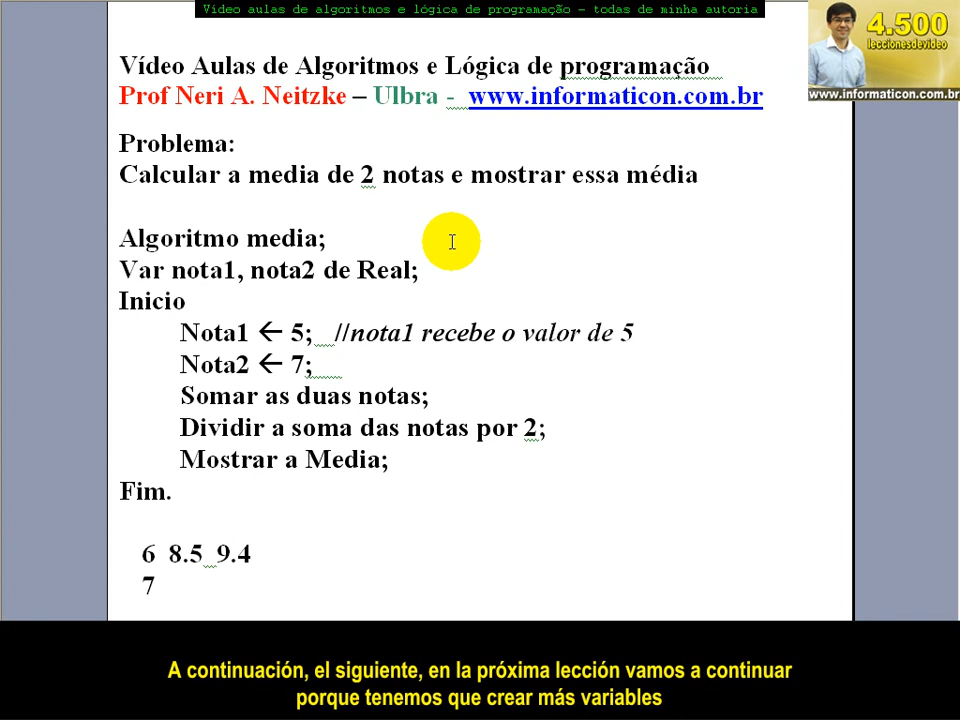 Vídeo aulas de algoritmos e lógica de programação – todas de minha autoria
4.500
leccionesdevideo
www.informaticon.com.br
Vídeo Aulas de Algoritmos e Lógica de programação
Prof Neri A. Neitzke – Ulbra - www.informaticon.com.br
Problema:
Calcular a media de 2 notas e mostrar essa média
Algoritmo media;
Var nota1, nota2 de Real;
Inicio
Nota1 ← 5; //nota1 recebe o valor de 5
Nota2 ← 7;
Somar as duas notas;
Dividir a soma das notas por 2;
Mostrar a Media;
Fim.
6 8.5 9.4
7
A continuación, el siguiente, en la próxima lección vamos a continuar
porque tenemos que crear más variables